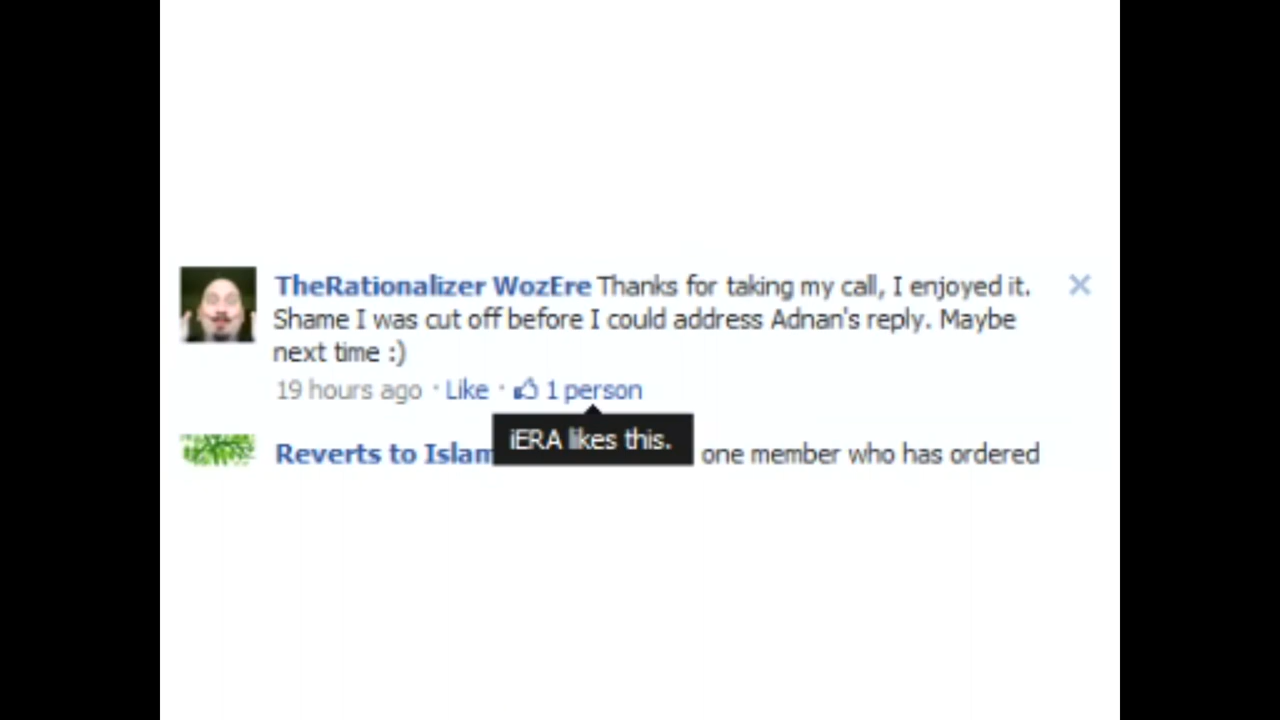 TheRationalizer WozEre Thanks for taking my call, I enjoyed it.
Shame I was cut off before I could address Adnan's reply. Maybe
next time :)
19 hours ago · Like · 1 person
iERA likes this.
Reverts to Islam one member who has ordered